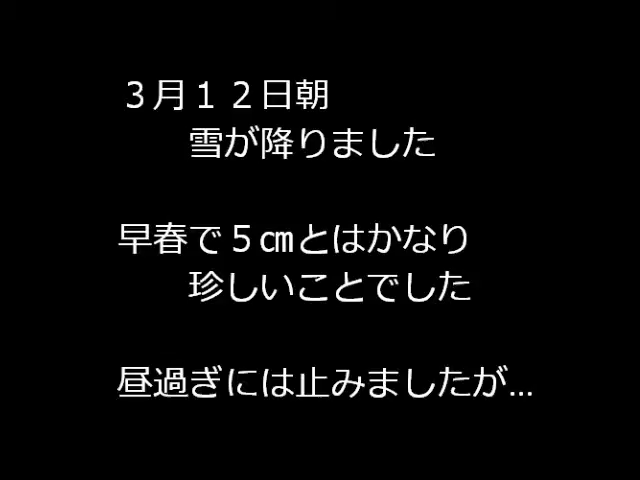 ３月１２日朝
雪が降りました
早春で５㎝とはかなり
珍しいことでした
昼過ぎには止みましたが…